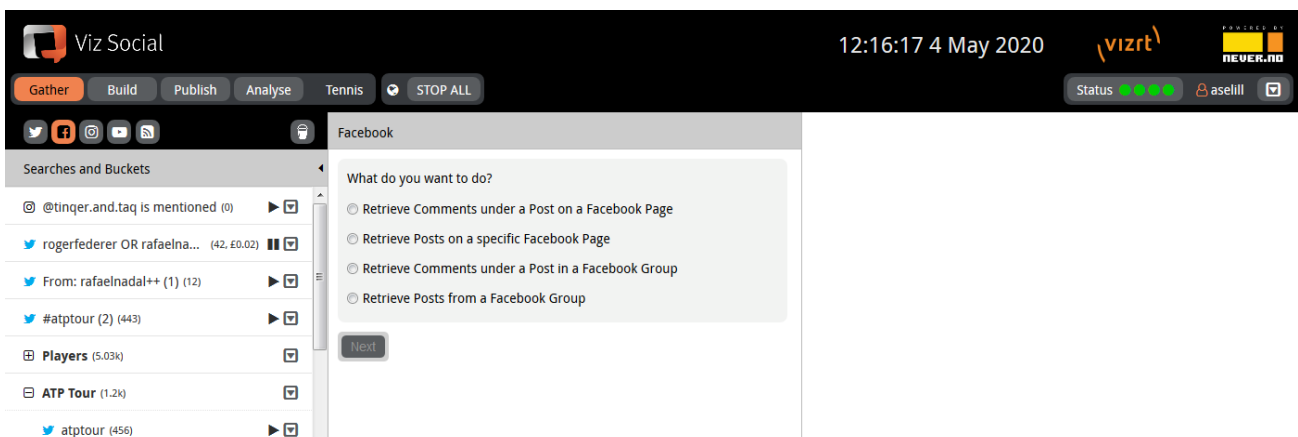 Viz Social
12:16:17 4 May 2020
vizrt
POWERED BY
NEVER.NO
Gather Build Publish Analyse Tennis STOP ALL
Status aselill
Searches and Buckets
@tinqer.and.taq is mentioned (0)
rogerfederer OR rafaelna... (42, £0.02)
From: rafaelnadal++ (1) (12)
#atptour (2) (443)
Players (5.03k)
ATP Tour (1.2k)
atptour (456)
Facebook
What do you want to do?
Retrieve Comments under a Post on a Facebook Page
Retrieve Posts on a specific Facebook Page
Retrieve Comments under a Post in a Facebook Group
Retrieve Posts from a Facebook Group
Next